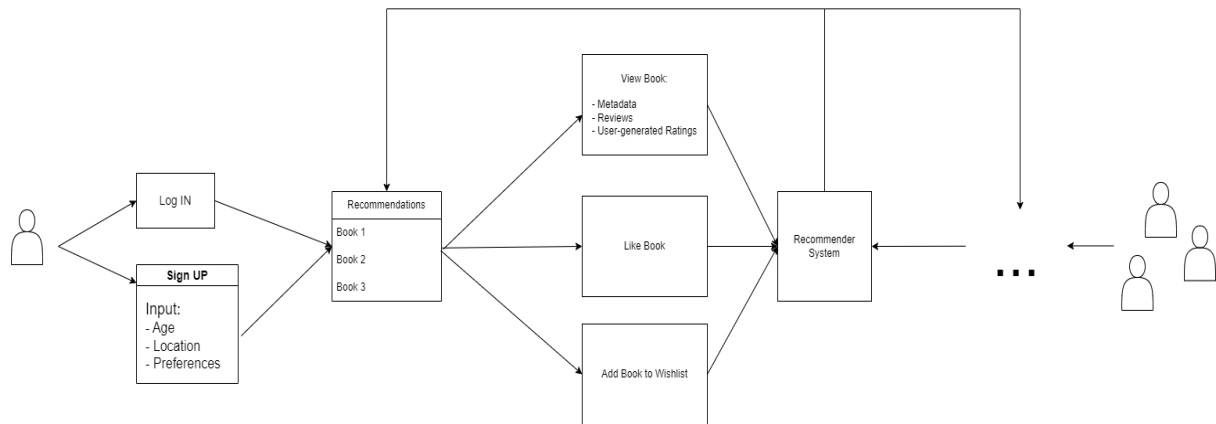 Log IN
Sign UP
Input:
- Age
- Location
- Preferences
Recommendations
Book 1
Book 2
Book 3
View Book:
- Metadata
- Reviews
- User-generated Ratings
Like Book
Add Book to Wishlist
Recommender
System
...